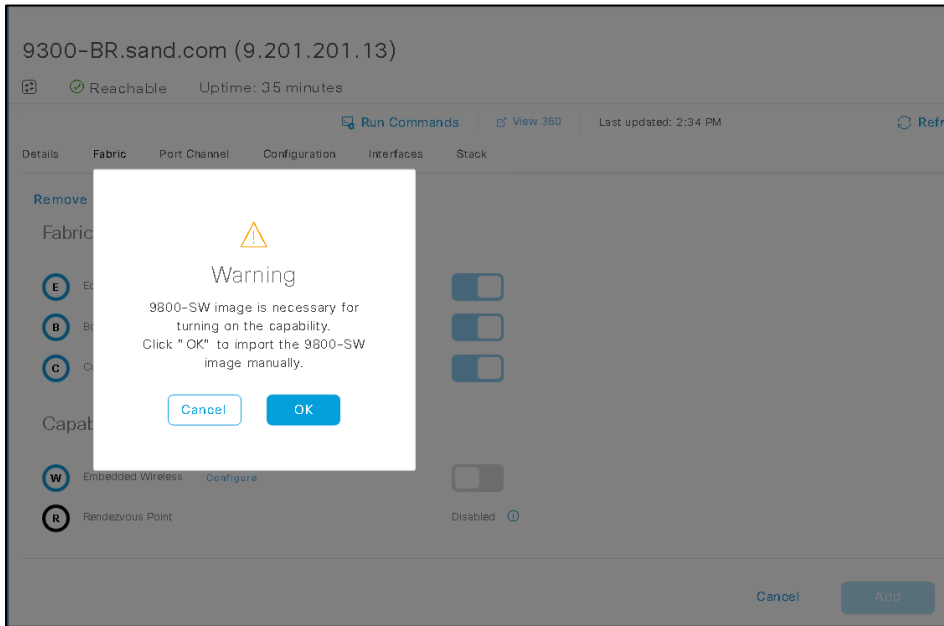 9300-BR.sand.com (9.201.201.13)
Reachable Uptime: 35 minutes
Run Commands View 360 Last updated: 2:34 PM Refr
Details Fabric Port Channel Configuration Interfaces Stack
Remove
Fabric
Warning
E Ed
9800-SW image is necessary for
B Bo turning on the capability.
Click "OK" to import the 9800-SW
C image manually.
Cancel OK
Capab
W Embedded Wireless Configure
R Rendezvous Point Disabled
Cancel Add